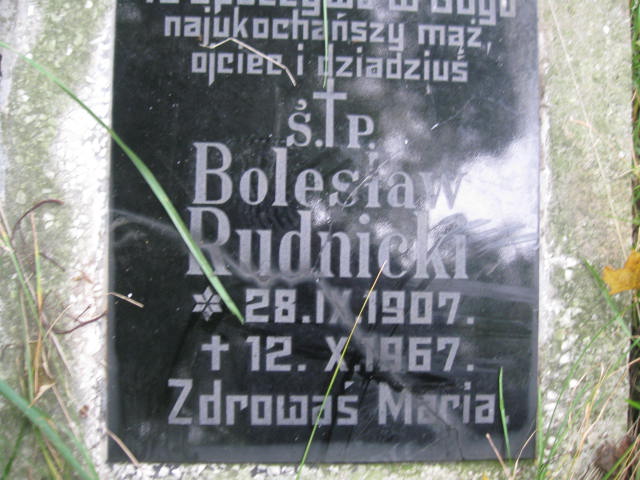 najukochańszy mąż,
ojciec i dziadziuś
Ś.†P.
Bolesław
Rudnicki
* 28.IX.1907.
† 12. X.1967.
Zdrowaś Maria.